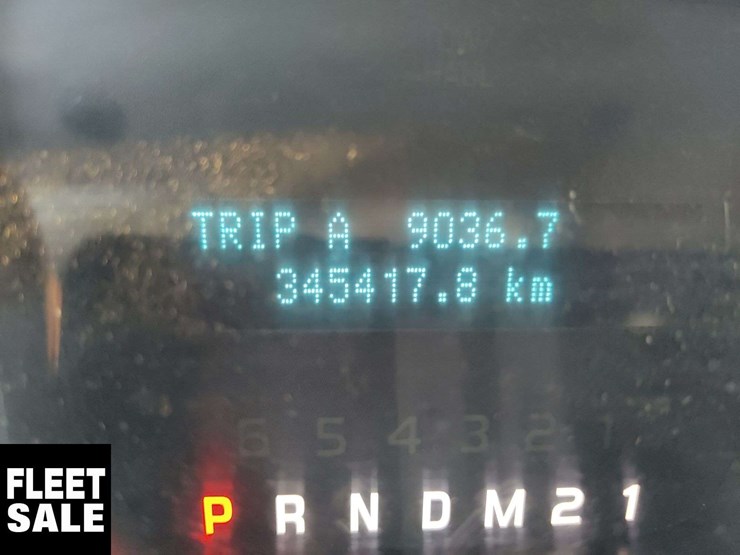 TRIP A 9036.7
345417.8 km
6 5 4 3 2 1
P R N D M 2 1
FLEET
SALE